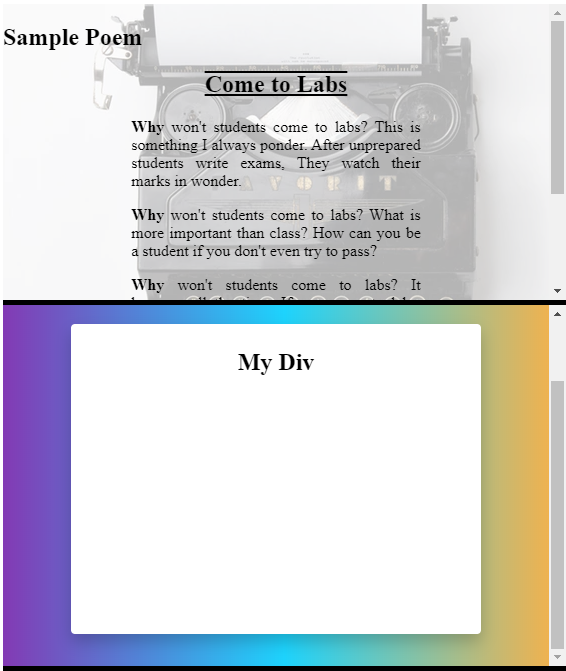 Sample Poem
Come to Labs
Why won't students come to labs? This is
something I always ponder. After unprepared
students write exams, They watch their
marks in wonder.
Why won't students come to labs? What is
more important than class? How can you be
a student if you don't even try to pass?
Why won't students come to labs? It
My Div